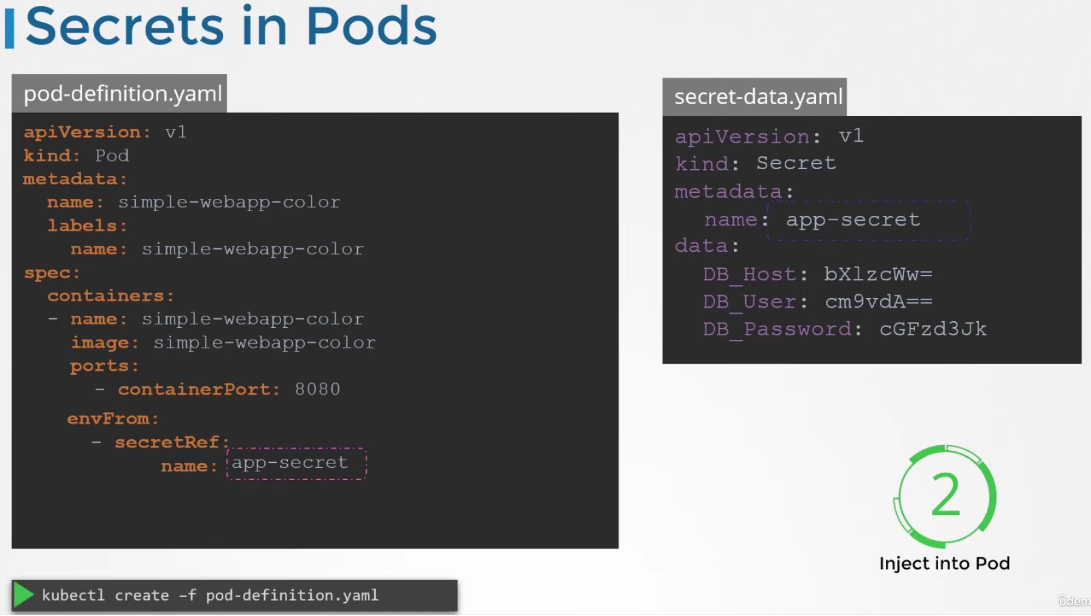 Secrets in Pods
pod-definition.yaml
apiVersion: v1
kind: Pod
metadata:
name: simple-webapp-color
labels:
name: simple-webapp-color
spec:
containers:
- name: simple-webapp-color
image: simple-webapp-color
ports:
- containerPort: 8080
envFrom:
- secretRef:
name: app-secret
kubectl create -f pod-definition.yaml
secret-data.yaml
apiVersion: v1
kind: Secret
metadata:
name: app-secret
data:
DB_Host: bXlzcWw=
DB_User: cm9vdA==
DB_Password: cGFzd3Jk
2
Inject into Pod